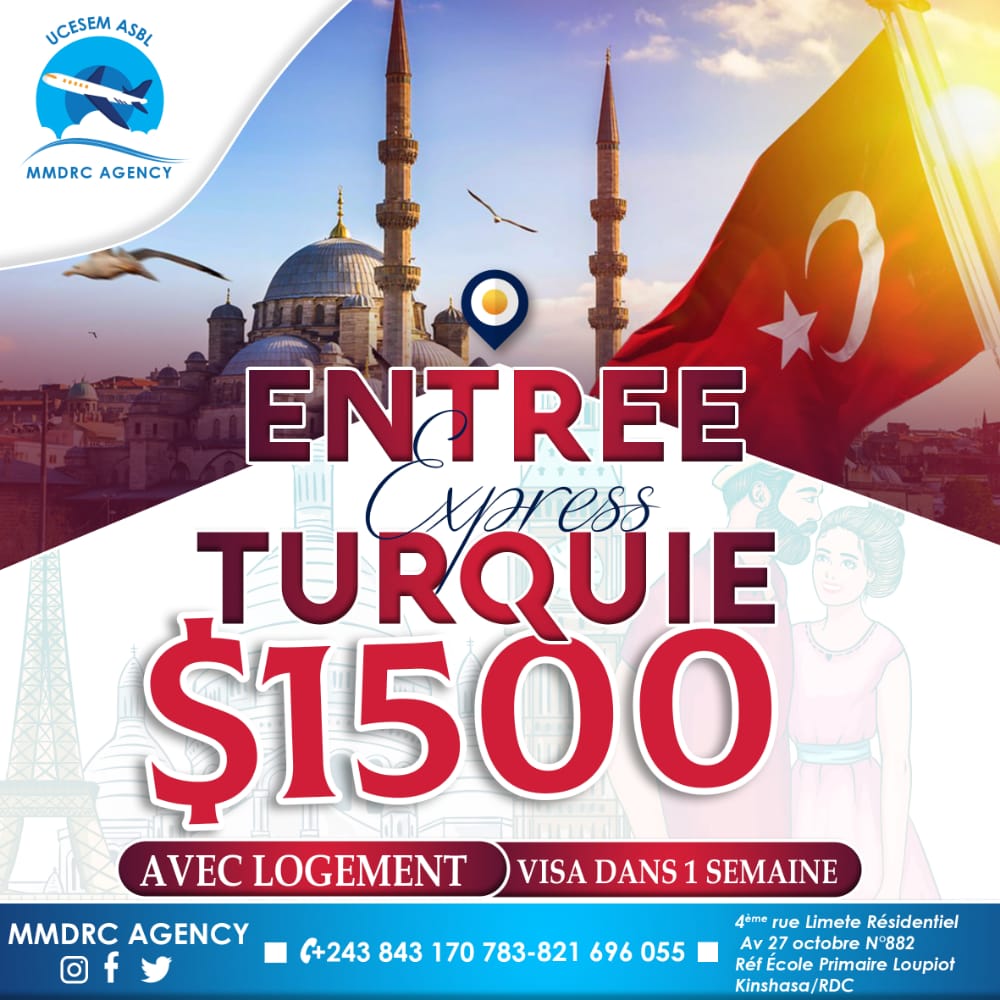 UCESEM ASBL
MMDRC AGENCY
ENTREE
Express
TURQUIE
$1500
AVEC LOGEMENT
VISA DANS 1 SEMAINE
MMDRC AGENCY
+243 843 170 783-821 696 055
4ème rue Limete Résidentiel
Av 27 octobre N°882
Réf École Primaire Loupiot
Kinshasa/RDC